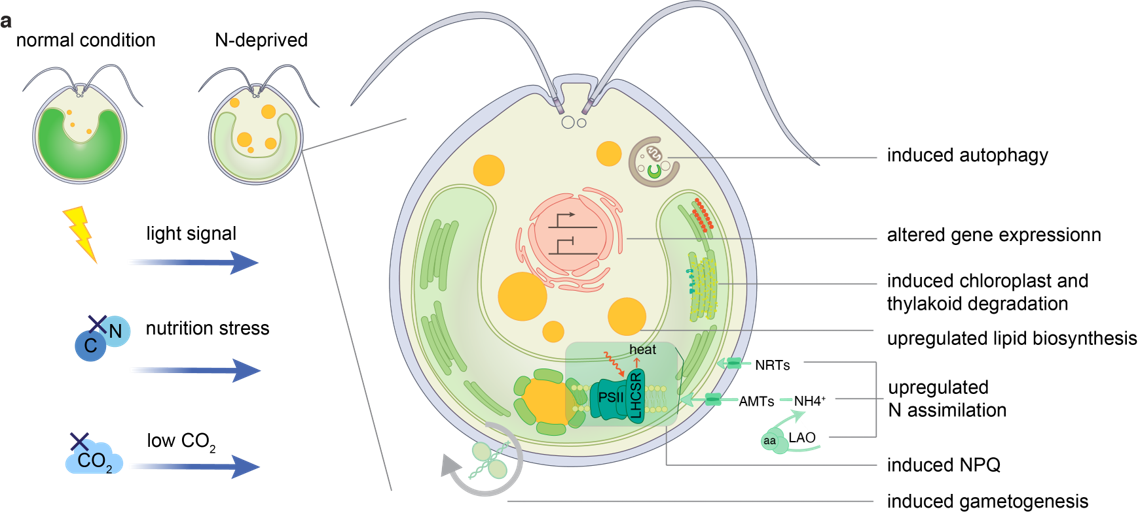 a
normal condition
N-deprived
light signal
C N
nutrition stress
CO2
low CO2
heat
PSII
LHCSR
NRTs
AMTs
NH4+
aa
LAO
induced autophagy
altered gene expressionn
induced chloroplast and
thylakoid degradation
upregulated lipid biosynthesis
upregulated
N assimilation
induced NPQ
induced gametogenesis